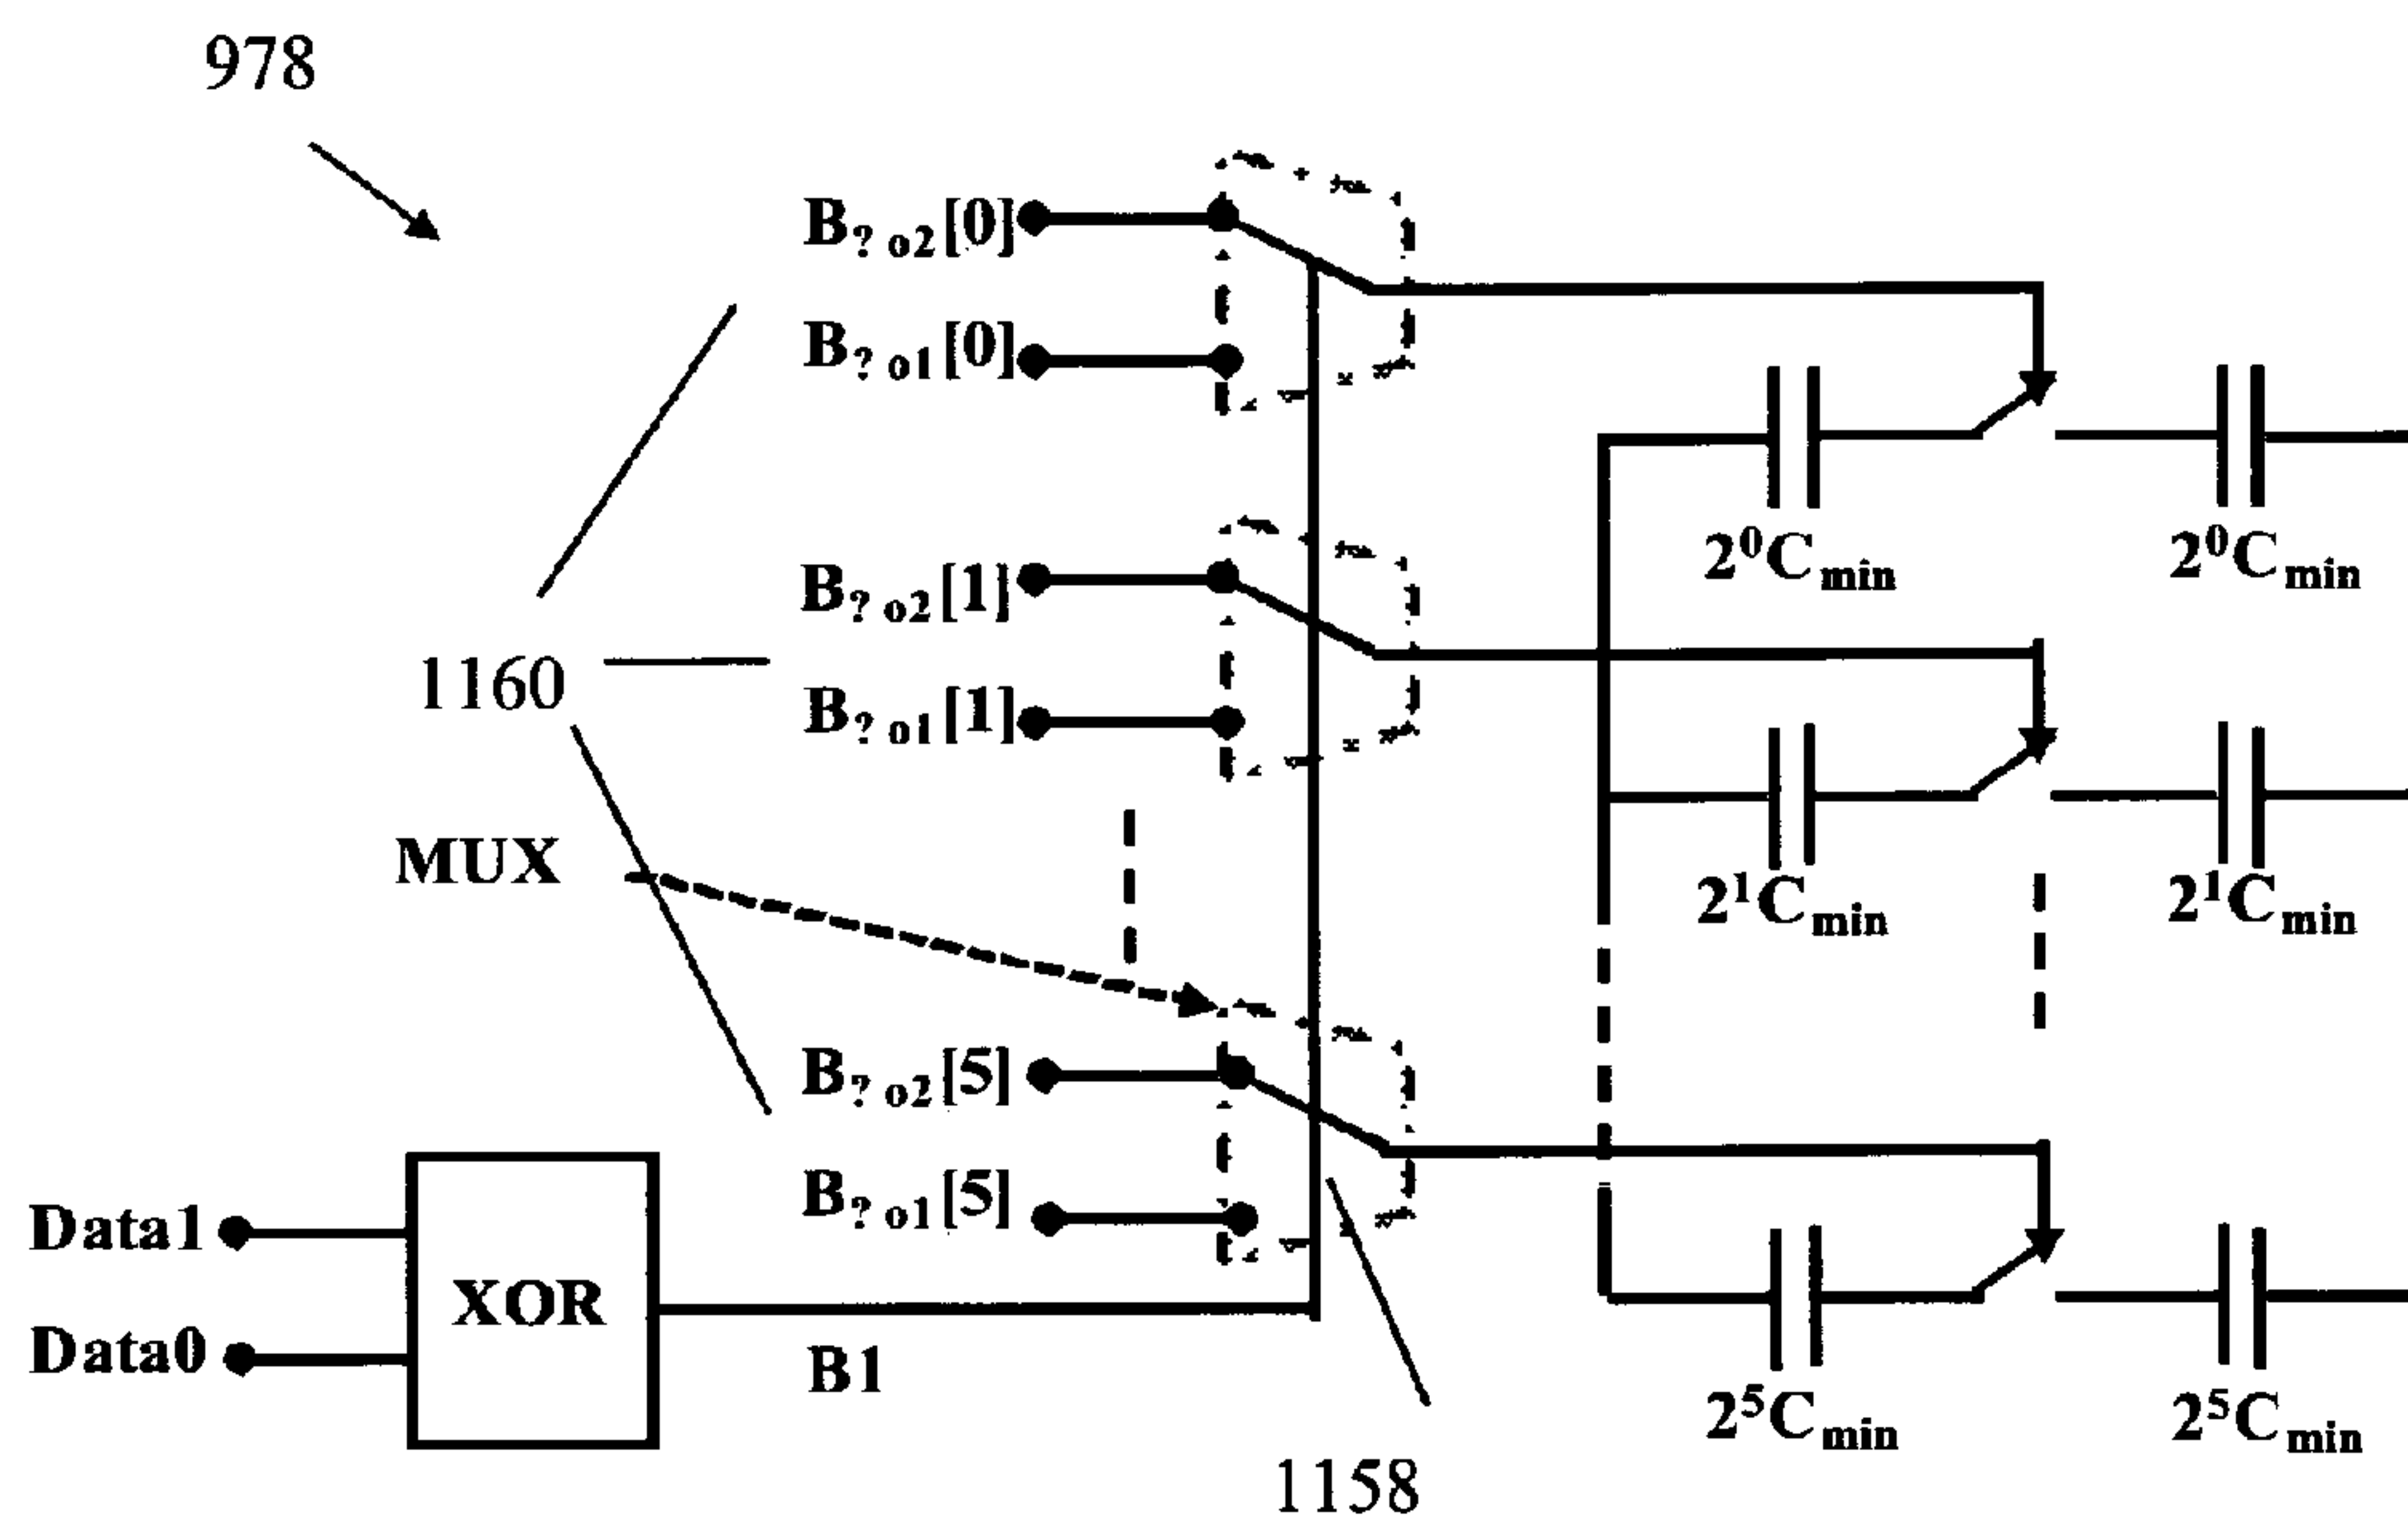 978
B? o2[0]
B? o1[0]
2⁰Cmin
2⁰Cmin
B? o2[1]
B? o1[1]
1160
2¹Cmin
2¹Cmin
MUX
B? o2[5]
B? o1[5]
Data1
XOR
Data0
B1
2⁵Cmin
2⁵Cmin
1158